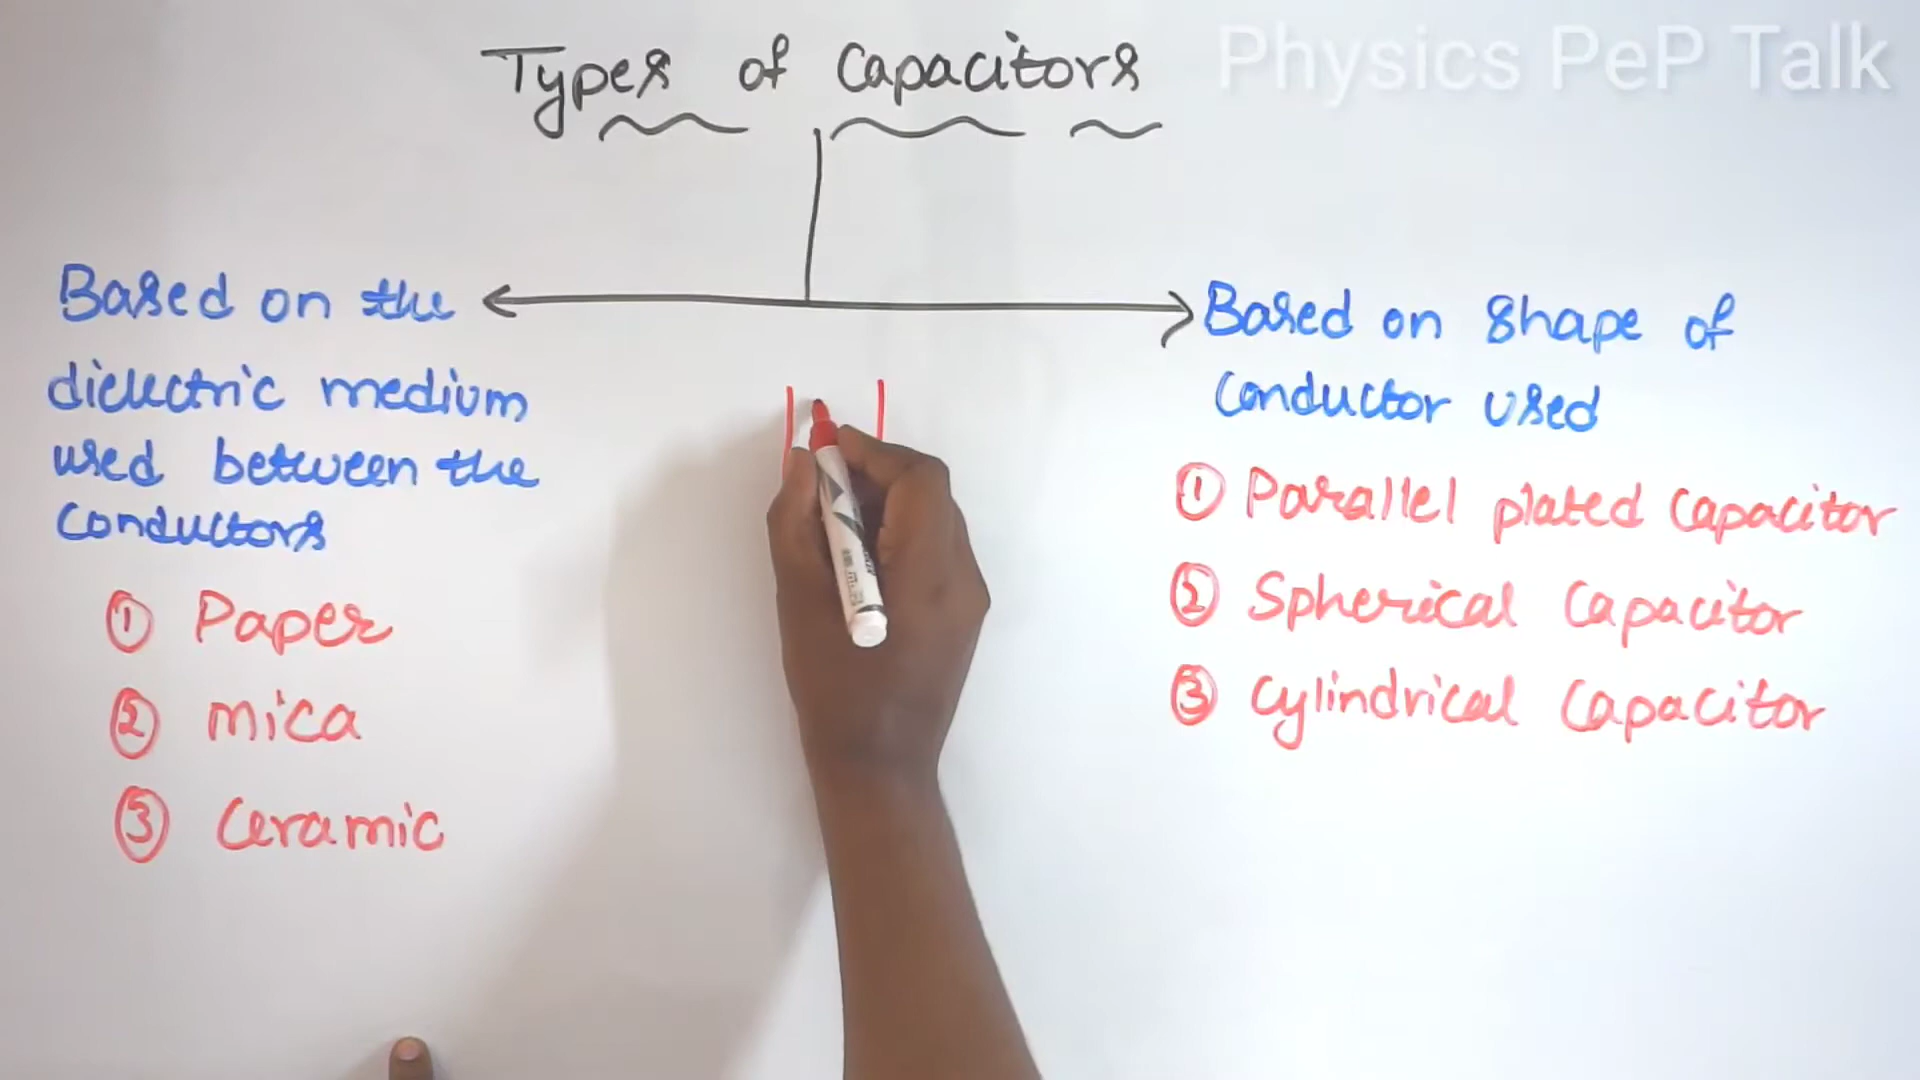 Types of Capacitors
Physics PeP Talk
Based on the
dielectric medium
used between the
Conductors
① Paper
② mica
③ Ceramic
Based on shape of
Conductor used
① Parallel plated Capacitor
② Spherical Capacitor
③ Cylindrical Capacitor